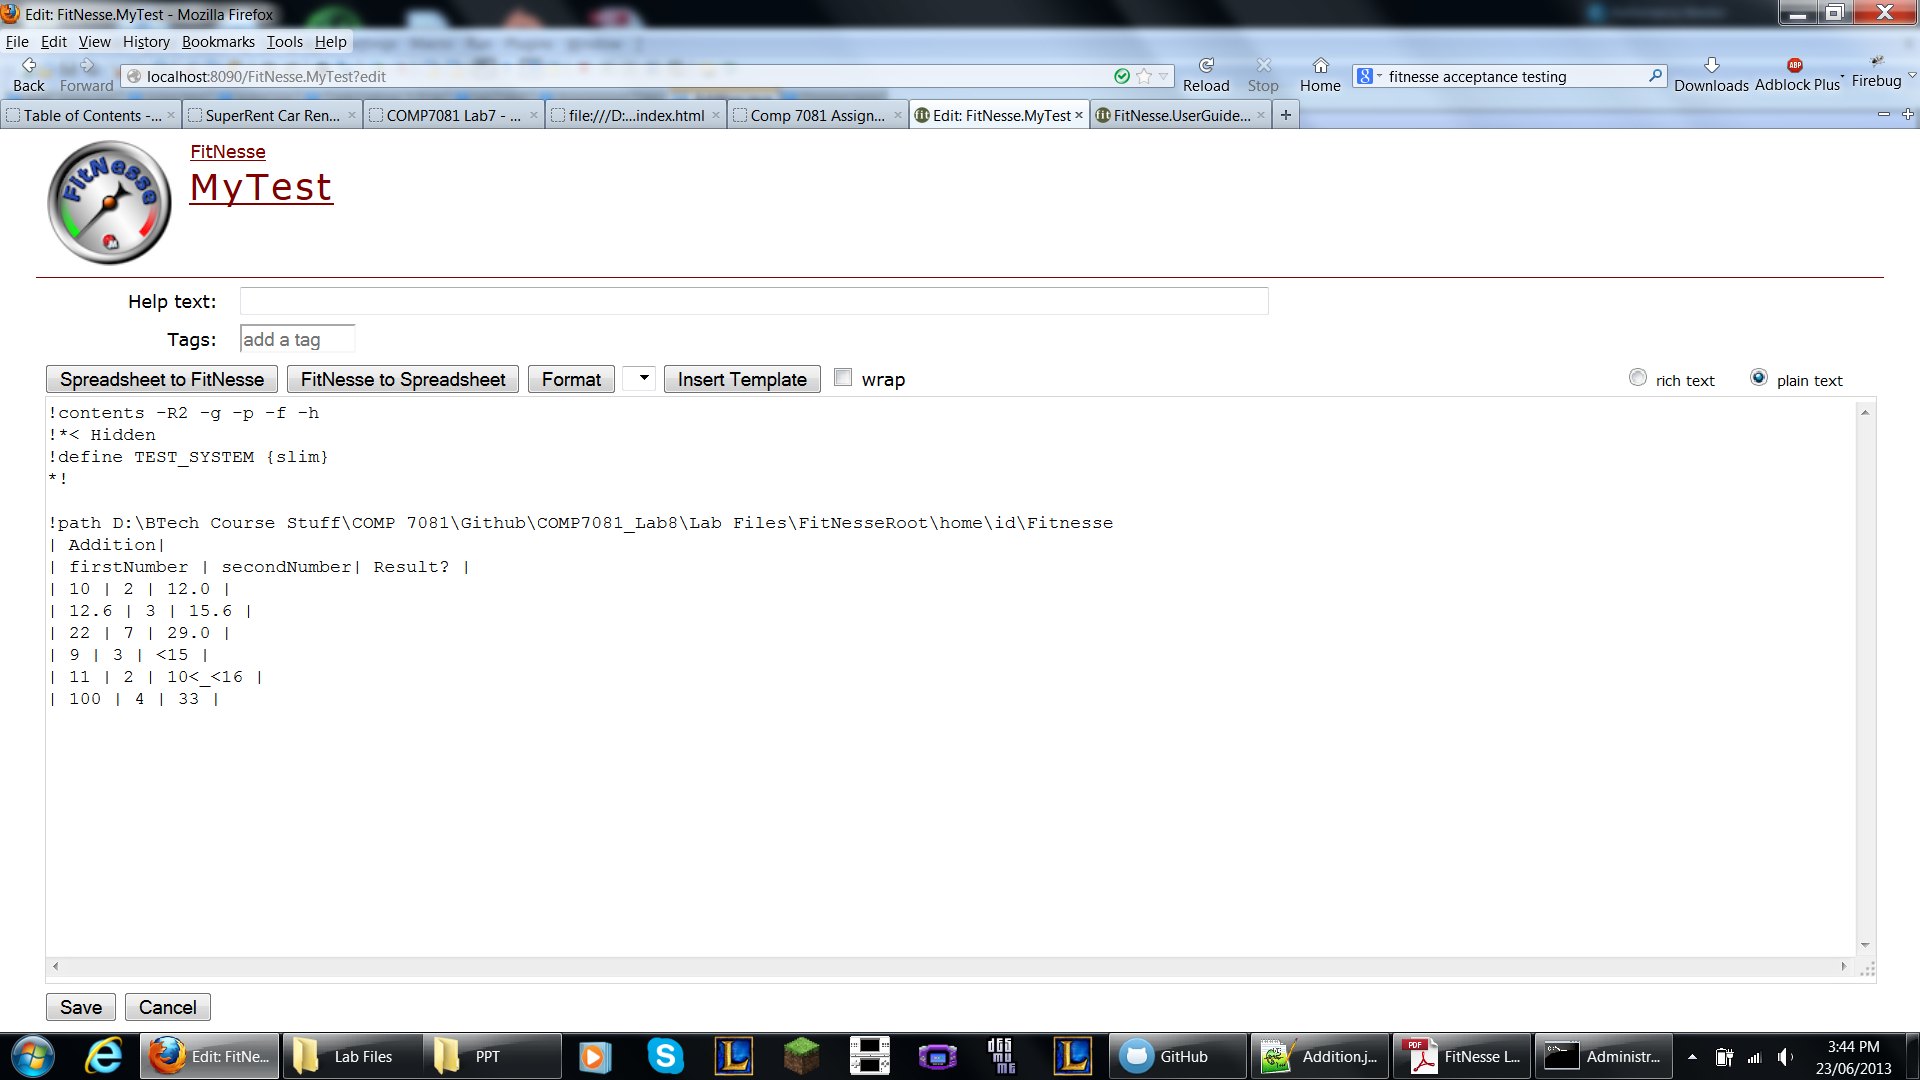 Edit: FitNesse.MyTest - Mozilla Firefox
File Edit View History Bookmarks Tools Help
Back Forward localhost:8090/FitNesse.MyTest?edit Reload Stop Home fitnesse acceptance testing Downloads Adblock Plus Firebug
Table of Contents -... SuperRent Car Ren... COMP7081 Lab7 - ... file:///D:...index.html Comp 7081 Assign... Edit: FitNesse.MyTest FitNesse.UserGuide...
FitNesse
FitNesse
MyTest
Help text:
Tags: add a tag
Spreadsheet to FitNesse FitNesse to Spreadsheet Format Insert Template wrap rich text plain text
!contents -R2 -g -p -f -h
!*< Hidden
!define TEST_SYSTEM {slim}
*!
!path D:\BTech Course Stuff\COMP 7081\Github\COMP7081_Lab8\Lab Files\FitNesseRoot\home\id\Fitnesse
| Addition|
| firstNumber | secondNumber| Result? |
| 10 | 2 | 12.0 |
| 12.6 | 3 | 15.6 |
| 22 | 7 | 29.0 |
| 9 | 3 | <15 |
| 11 | 2 | 10<_<16 |
| 100 | 4 | 33 |
Save Cancel
Edit: FitNe... Lab Files PPT GitHub Addition.j... FitNesse L... Administr... 3:44 PM
23/06/2013